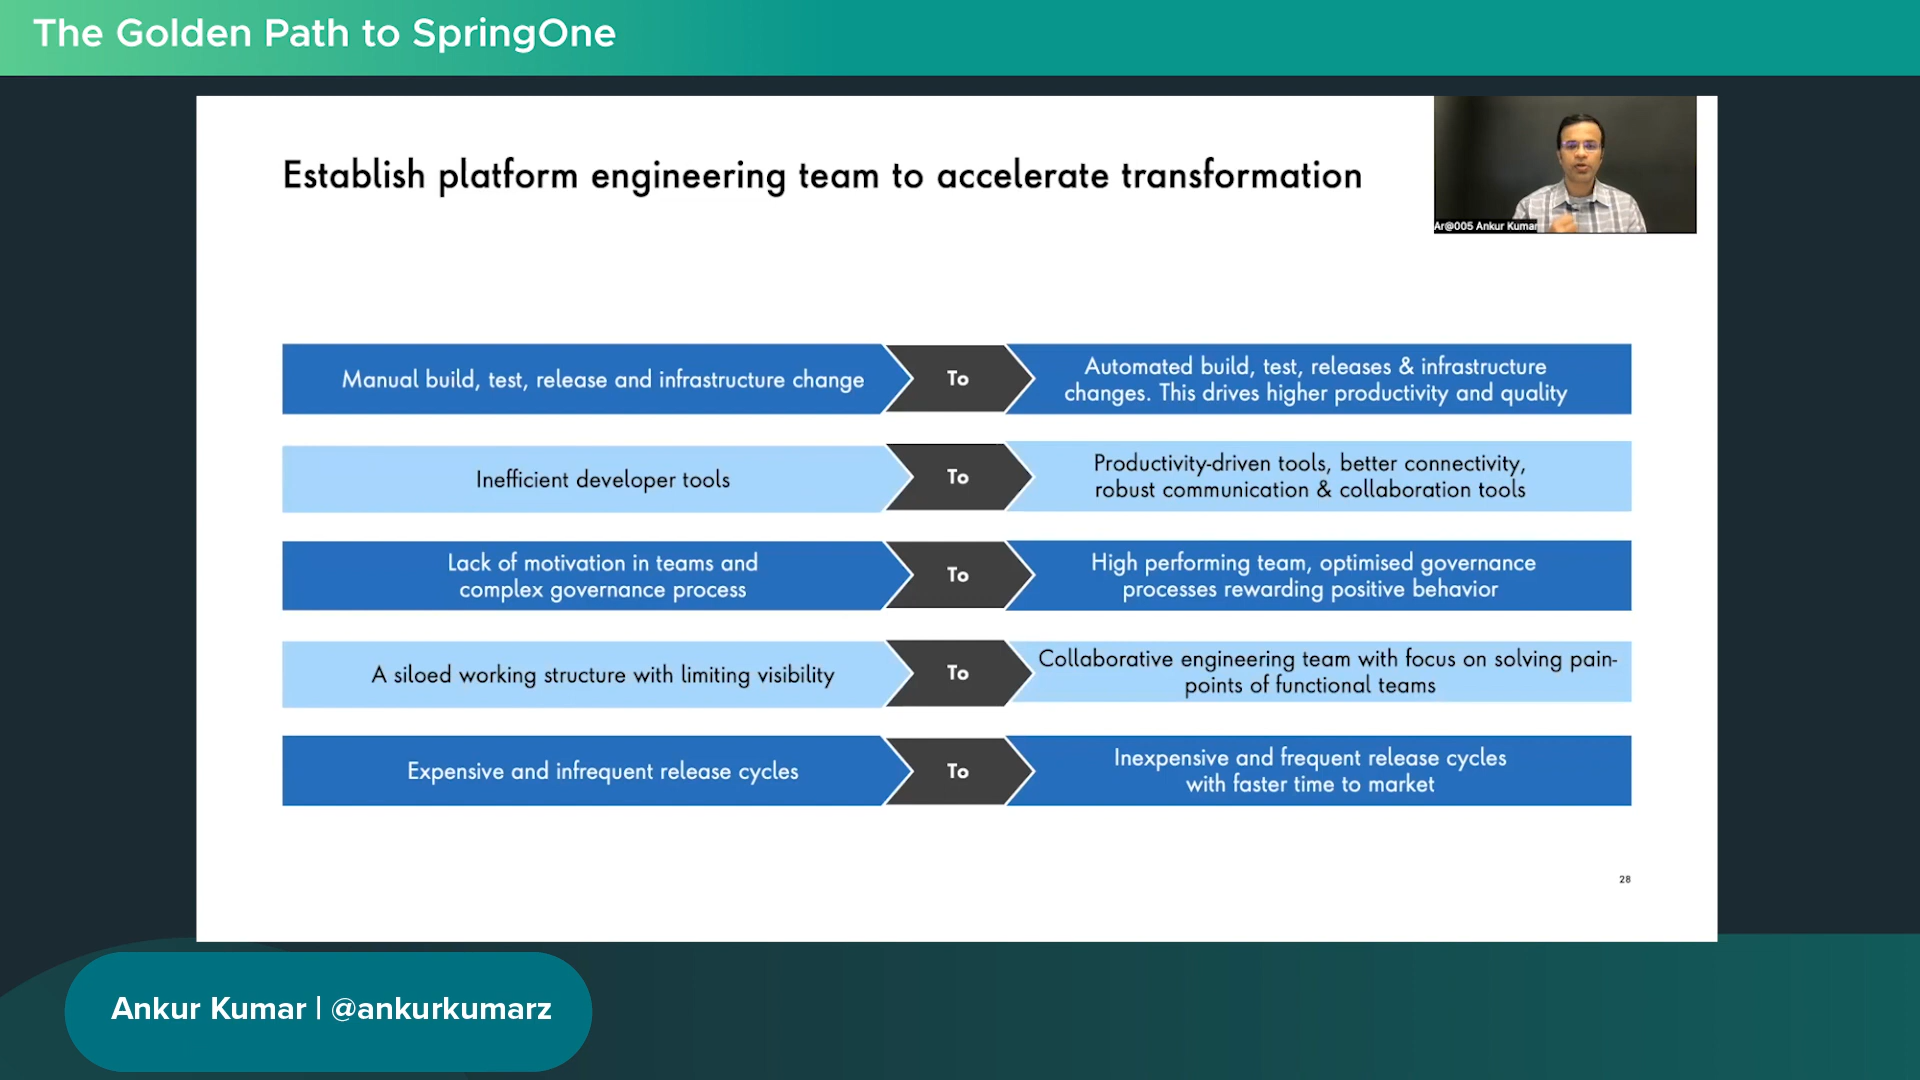 The Golden Path to SpringOne
Establish platform engineering team to accelerate transformation
Ar@005 Ankur Kumar
Manual build, test, release and infrastructure change
To
Automated build, test, releases & infrastructure
changes. This drives higher productivity and quality
Inefficient developer tools
To
Productivity-driven tools, better connectivity,
robust communication & collaboration tools
Lack of motivation in teams and
complex governance process
To
High performing team, optimised governance
processes rewarding positive behavior
A siloed working structure with limiting visibility
To
Collaborative engineering team with focus on solving pain-
points of functional teams
Expensive and infrequent release cycles
To
Inexpensive and frequent release cycles
with faster time to market
28
Ankur Kumar | @ankurkumarz